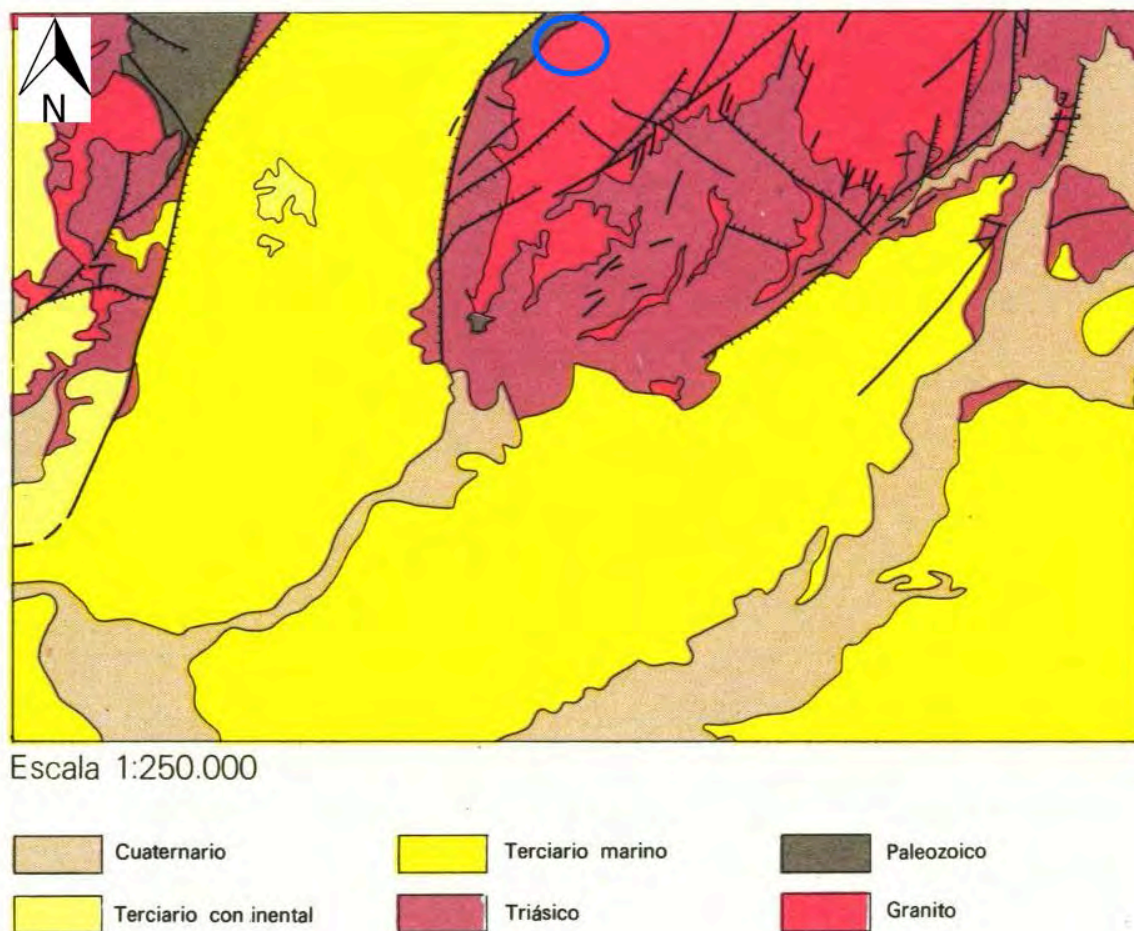 N
Escala 1:250.000
Cuaternario
Terciario marino
Paleozoico
Terciario con inental
Triásico
Granito